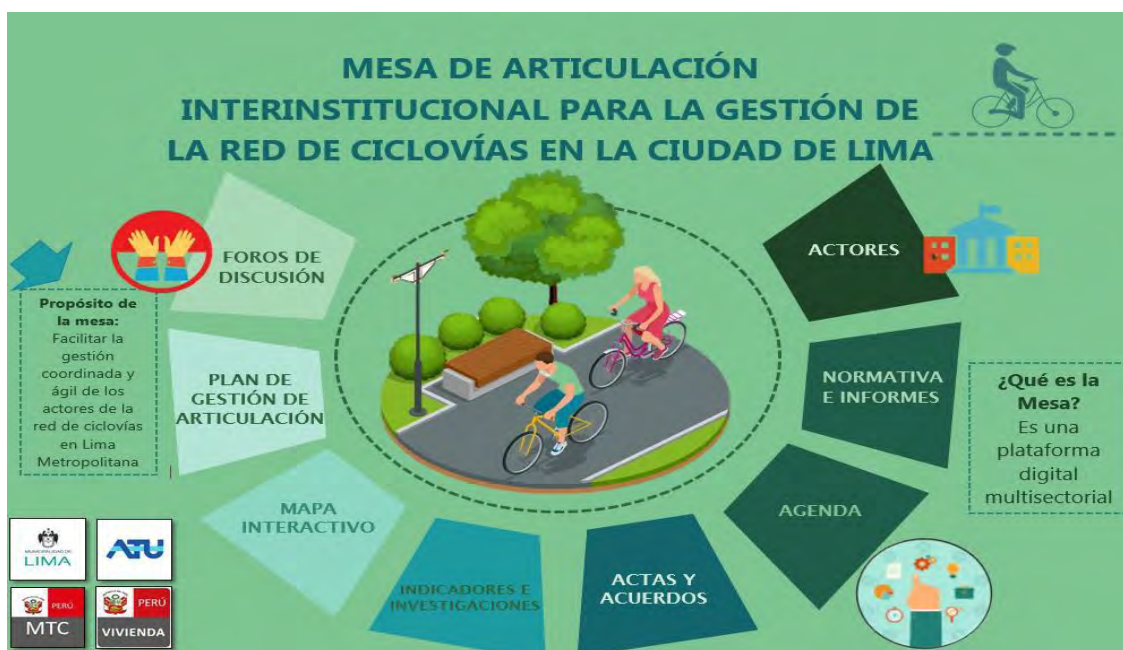 MESA DE ARTICULACIÓN
INTERINSTITUCIONAL PARA LA GESTIÓN DE
LA RED DE CICLOVÍAS EN LA CIUDAD DE LIMA
FOROS DE
DISCUSIÓN
Propósito de
la mesa:
Facilitar la
gestión
coordinada y
ágil de los
actores de la
red de ciclovías
en Lima
Metropolitana
PLAN DE
GESTIÓN DE
ARTICULACIÓN
MAPA
INTERACTIVO
INDICADORES E
INVESTIGACIONES
ACTAS Y
ACUERDOS
AGENDA
NORMATIVA
E INFORMES
ACTORES
¿Qué es la
Mesa?
Es una
plataforma
digital
multisectorial
LIMA
ATU
PERÚ
MTC
PERÚ
VIVIENDA